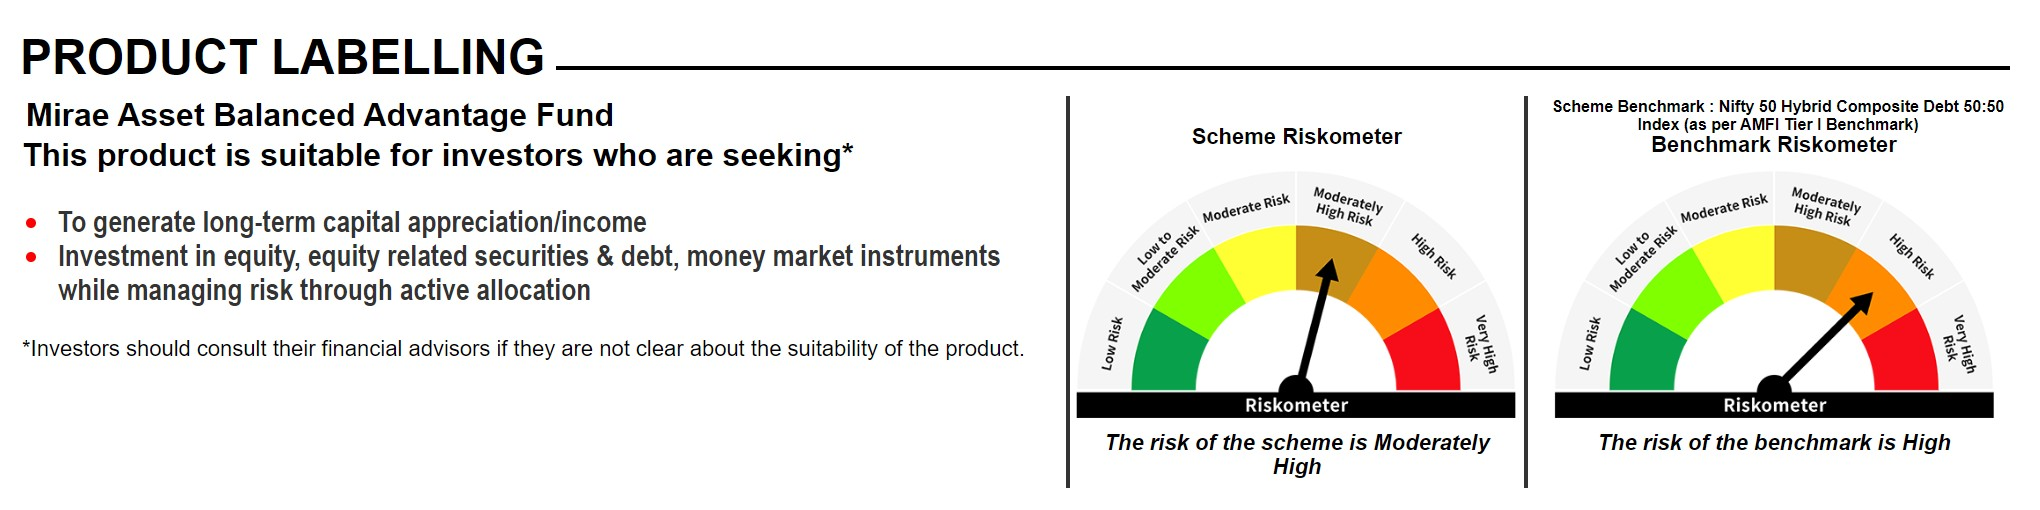 PRODUCT LABELLING
Mirae Asset Balanced Advantage Fund
This product is suitable for investors who are seeking*
• To generate long-term capital appreciation/income
• Investment in equity, equity related securities & debt, money market instruments
while managing risk through active allocation
*Investors should consult their financial advisors if they are not clear about the suitability of the product.
Scheme Riskometer
Low Risk
Low to
Moderate Risk
Moderate Risk
Moderately
High Risk
High Risk
Very High
Risk
Riskometer
The risk of the scheme is Moderately
High
Scheme Benchmark : Nifty 50 Hybrid Composite Debt 50:50
Index (as per AMFI Tier I Benchmark)
Benchmark Riskometer
Low Risk
Low to
Moderate Risk
Moderate Risk
Moderately
High Risk
High Risk
Very High
Risk
Riskometer
The risk of the benchmark is High